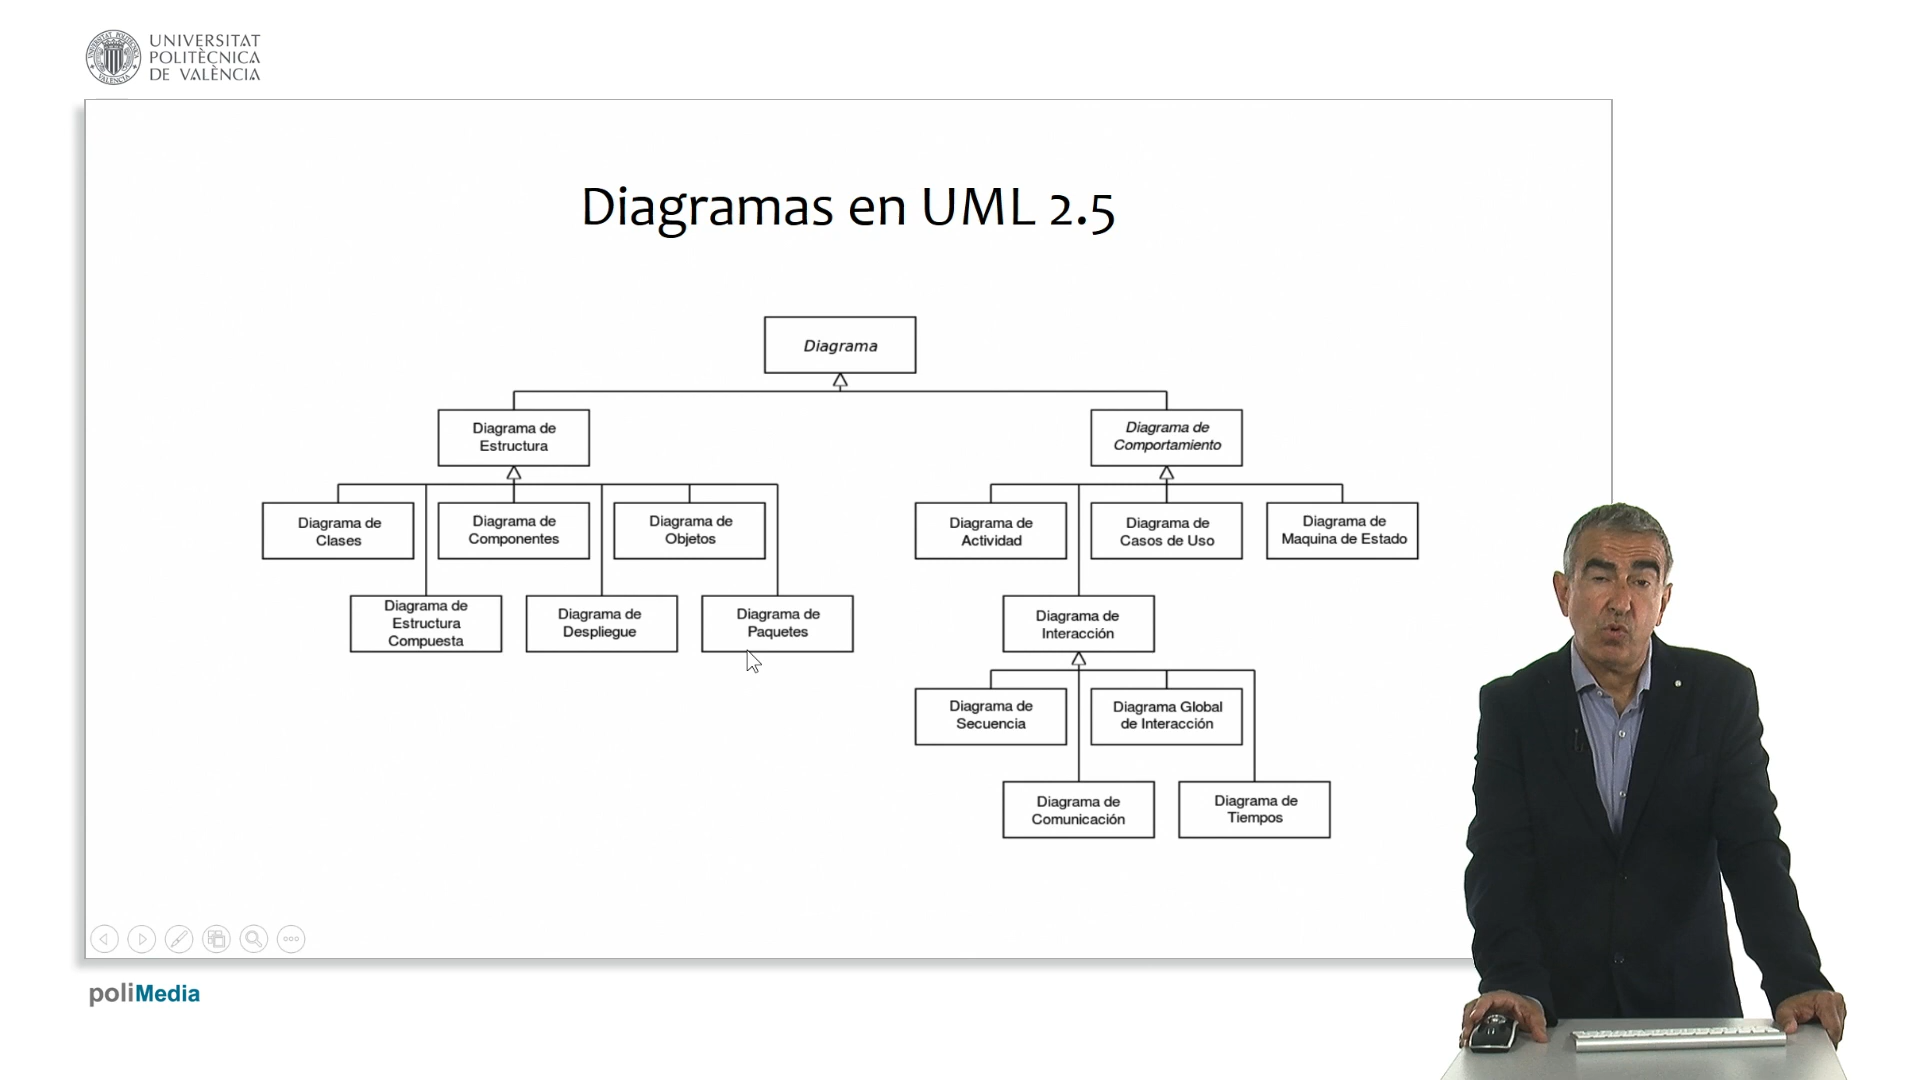 UNIVERSITAT
POLITÈCNICA
DE VALÈNCIA
Diagramas en UML 2.5
Diagrama
Diagrama de
Estructura
Diagrama de
Comportamiento
Diagrama de
Clases
Diagrama de
Componentes
Diagrama de
Objetos
Diagrama de
Actividad
Diagrama de
Casos de Uso
Diagrama de
Maquina de Estado
Diagrama de
Estructura
Compuesta
Diagrama de
Despliegue
Diagrama de
Paquetes
Diagrama de
Interacción
Diagrama de
Secuencia
Diagrama Global
de Interacción
Diagrama de
Comunicación
Diagrama de
Tiempos
poliMedia